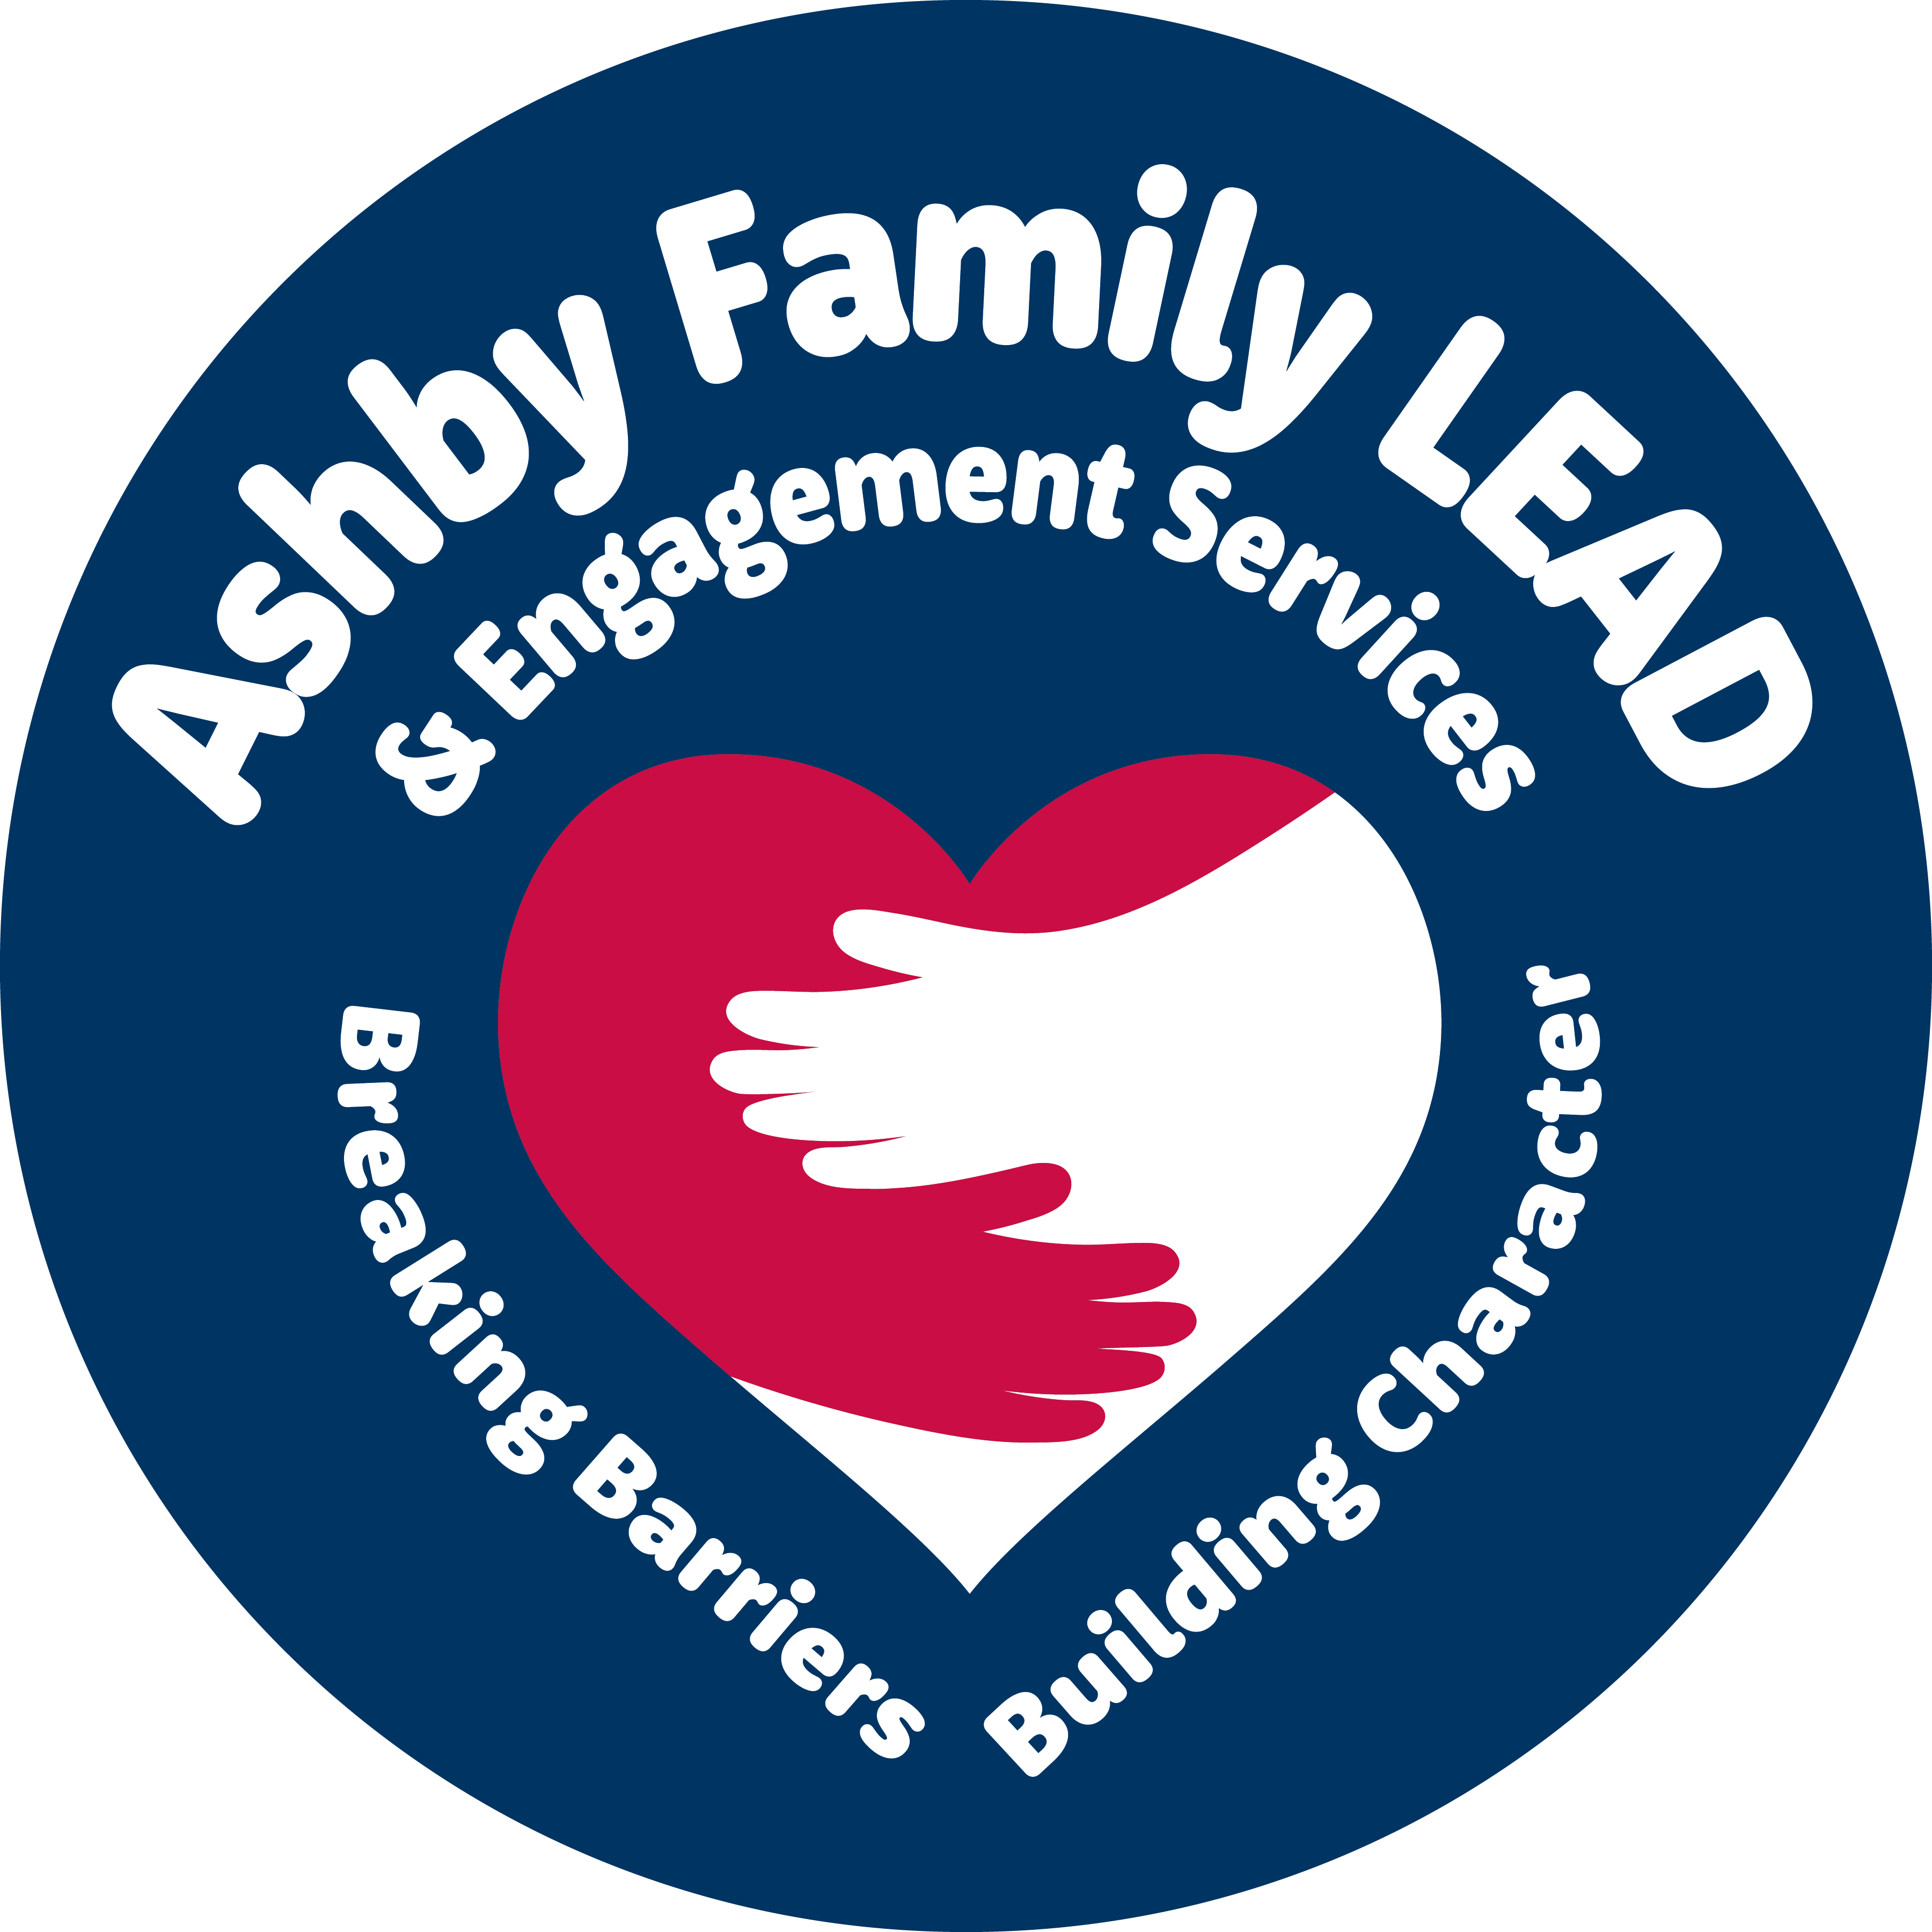 Ashby Family LEAD
& Engagement Services
Breaking Barriers
Building Character